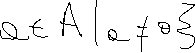 a ∈ A | a ≠ 0}